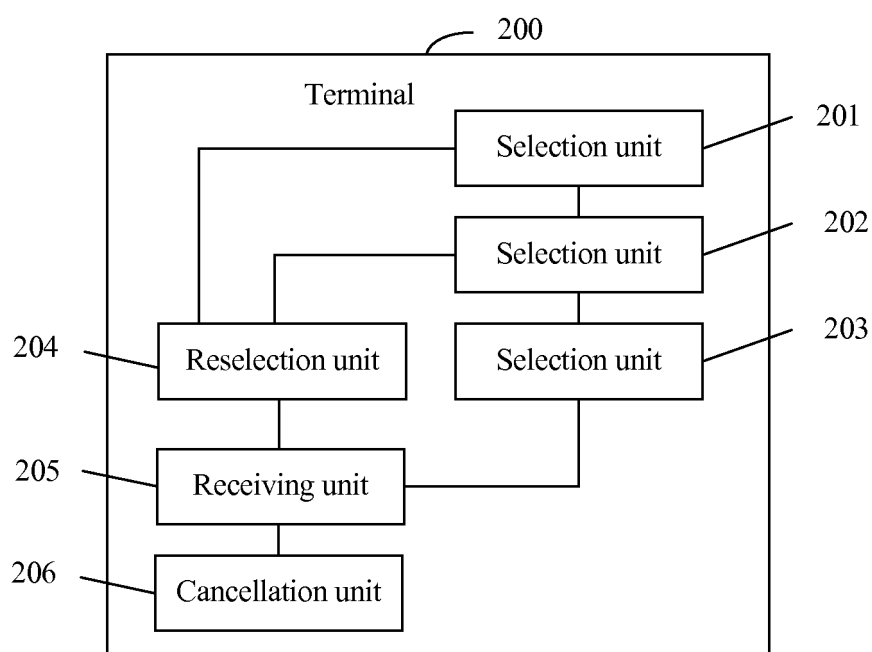 200
Terminal
201
Selection unit
202
Selection unit
203
Selection unit
204
Reselection unit
205
Receiving unit
206
Cancellation unit